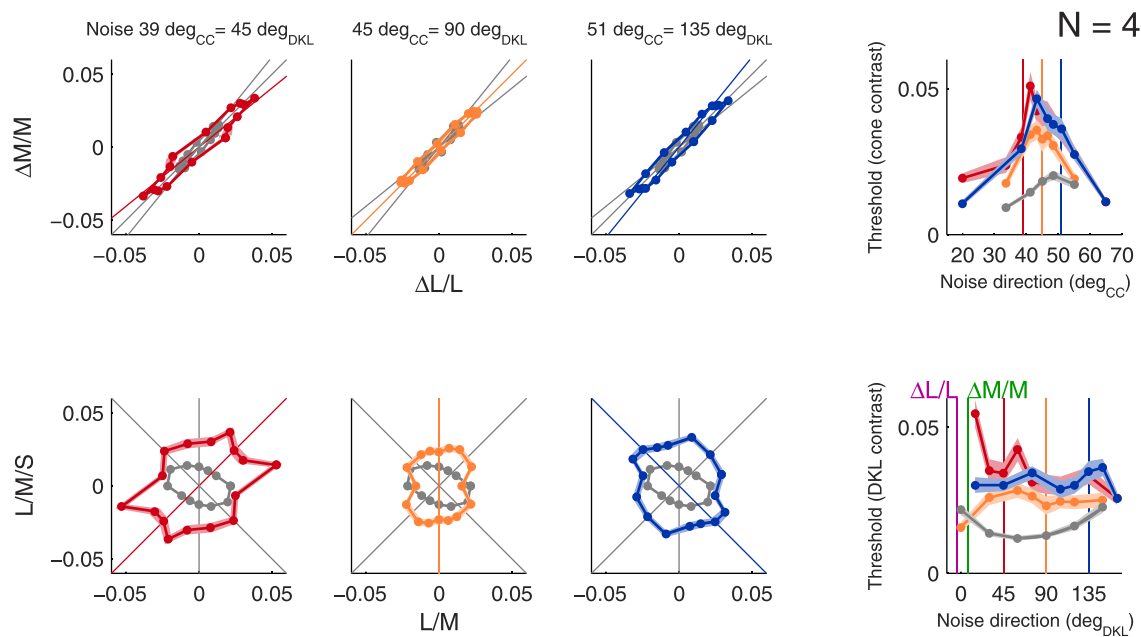 Noise 39 deg_CC = 45 deg_DKL
45 deg_CC = 90 deg_DKL
51 deg_CC = 135 deg_DKL
N = 4
ΔM/M
0.05
0
−0.05
−0.05
0
0.05
−0.05
0
0.05
−0.05
0
0.05
ΔL/L
Threshold (cone contrast)
0.05
0
20
30
40
50
60
70
Noise direction (deg_CC)
L/M/S
0.05
0
−0.05
−0.05
0
0.05
−0.05
0
0.05
−0.05
0
0.05
L/M
ΔL/L
ΔM/M
Threshold (DKL contrast)
0.05
0
0
45
90
135
Noise direction (deg_DKL)